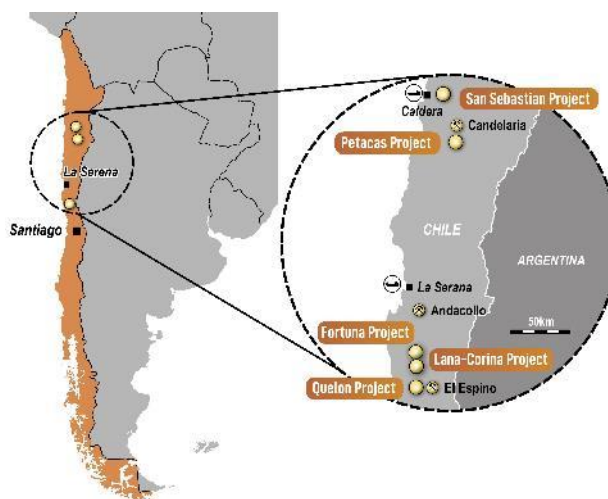 La Serena
Santiago
San Sebastian Project
Caldera
Candelaria
Petacas Project
CHILE
ARGENTINA
La Serana
Andacollo
50km
Fortuna Project
Lana-Corina Project
Quelon Project
El Espino